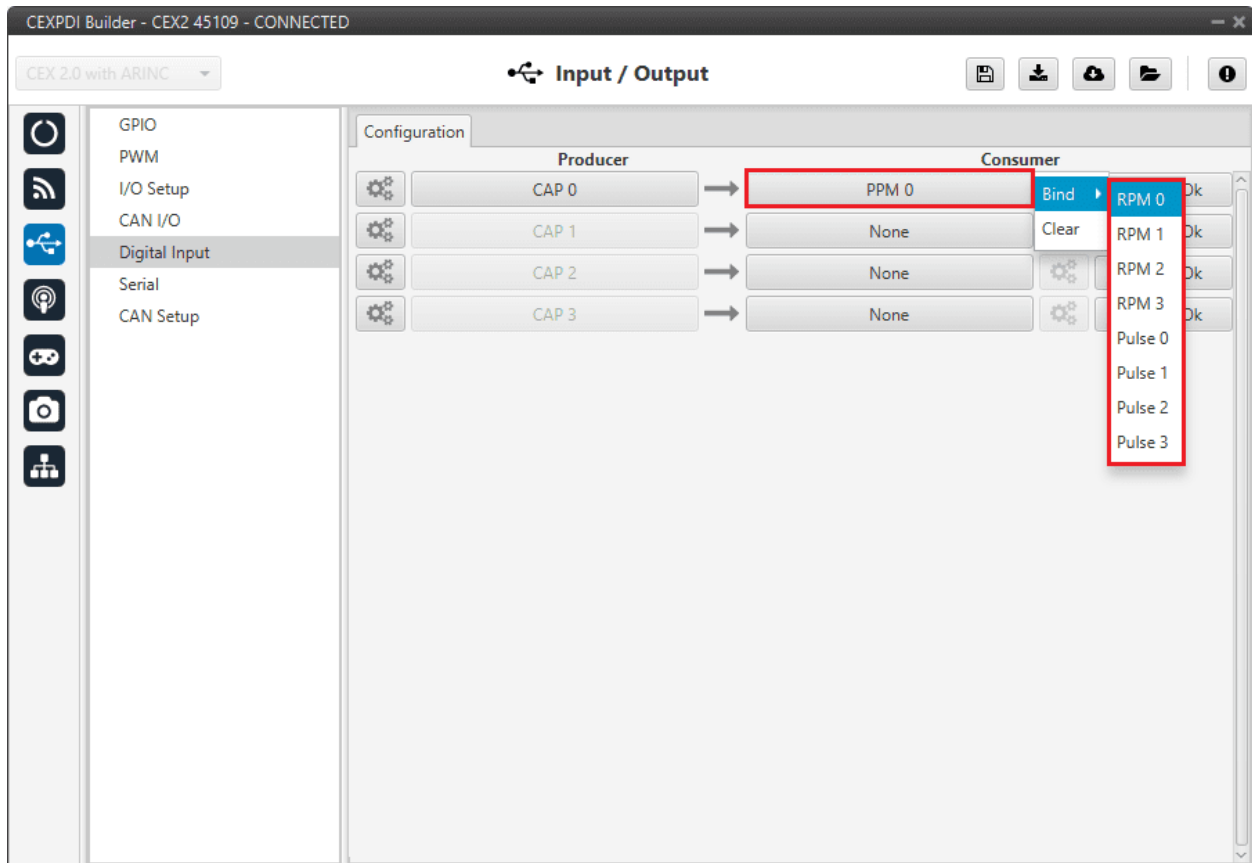 CEXPDI Builder - CEX2 45109 - CONNECTED
CEX 2.0 with ARINC
Input / Output
GPIO
PWM
I/O Setup
CAN I/O
Digital Input
Serial
CAN Setup
Configuration
Producer Consumer
CAP 0 PPM 0 Ok
CAP 1 None Ok
CAP 2 None Ok
CAP 3 None Ok
Bind
Clear
RPM 0
RPM 1
RPM 2
RPM 3
Pulse 0
Pulse 1
Pulse 2
Pulse 3